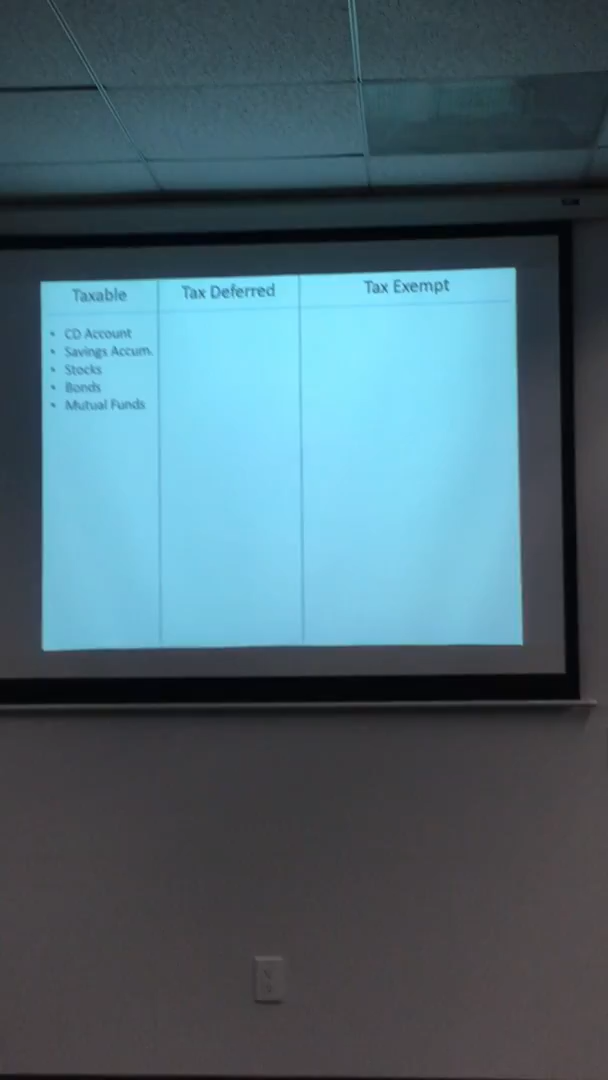 Taxable Tax Deferred Tax Exempt
• CD Account
• Savings Accum.
• Stocks
• Bonds
• Mutual Funds